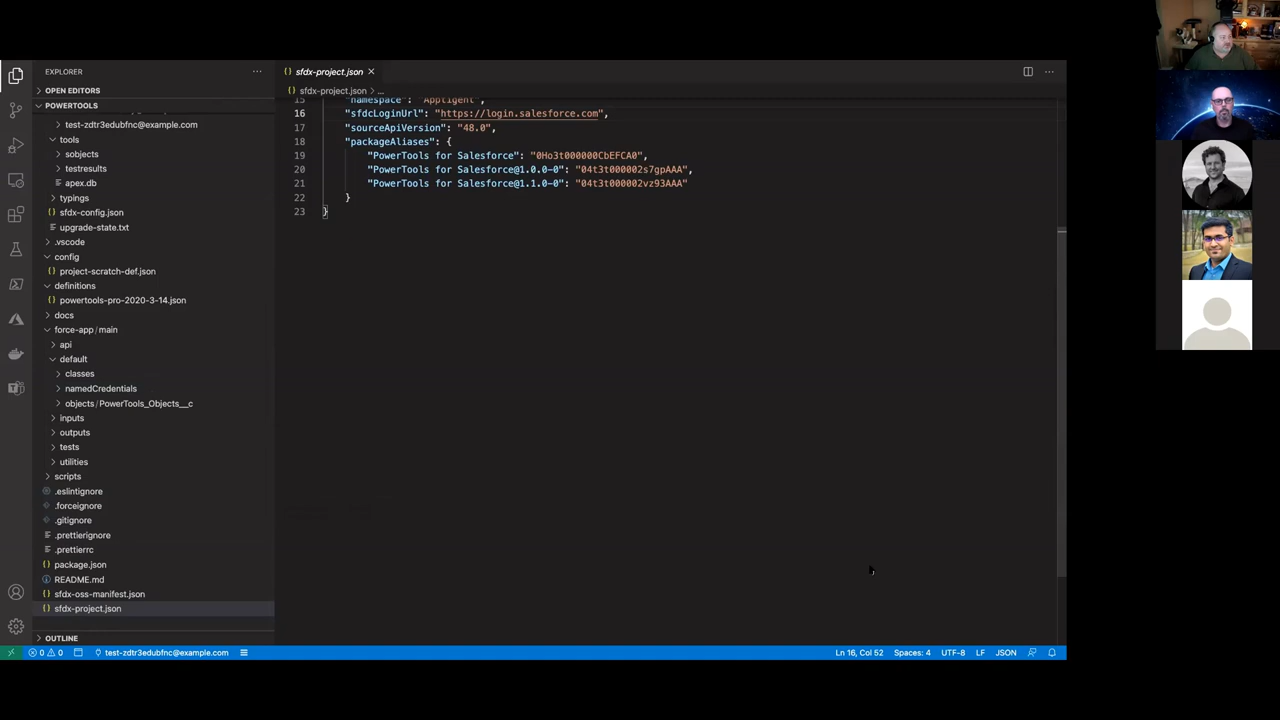 EXPLORER
OPEN EDITORS
POWERTOOLS
test-zdtr3edubfnc@example.com
tools
sobjects
testresults
apex.db
typings
sfdx-config.json
upgrade-state.txt
.vscode
config
project-scratch-def.json
definitions
powertools-pro-2020-3-14.json
docs
force-app / main
api
default
classes
namedCredentials
objects / PowerTools_Objects__c
inputs
outputs
tests
utilities
scripts
.eslintignore
.forceignore
.gitignore
.prettierignore
.prettierrc
package.json
README.md
sfdx-oss-manifest.json
sfdx-project.json
OUTLINE
sfdx-project.json
sfdx-project.json > ...
15 "namespace": "Apptigent",
16 "sfdcLoginUrl": "https://login.salesforce.com",
17 "sourceApiVersion": "48.0",
18 "packageAliases": {
19 "PowerTools for Salesforce": "0Ho3t000000CbEFCA0",
20 "PowerTools for Salesforce@1.0.0-0": "04t3t000002s7gpAAA",
21 "PowerTools for Salesforce@1.1.0-0": "04t3t000002vz93AAA"
22 }
23 }
0 0 test-zdtr3edubfnc@example.com Ln 16, Col 52 Spaces: 4 UTF-8 LF JSON